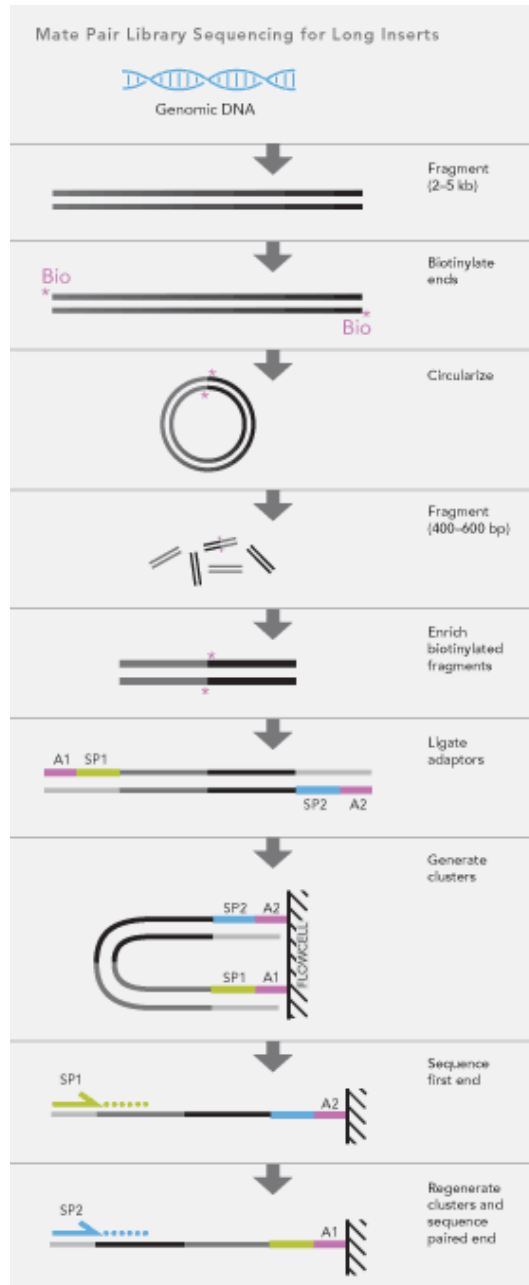 Mate Pair Library Sequencing for Long Inserts
Genomic DNA
Fragment
(2–5 kb)
Biotinylate
ends
Bio
*
*
Bio
Circularize
*
*
Fragment
(400–600 bp)
Enrich
biotinylated
fragments
*
*
Ligate
adaptors
A1 SP1
SP2 A2
Generate
clusters
SP2 A2
FLOWCELL
SP1 A1
Sequence
first end
SP1
A2
Regenerate
clusters and
sequence
paired end
SP2
A1